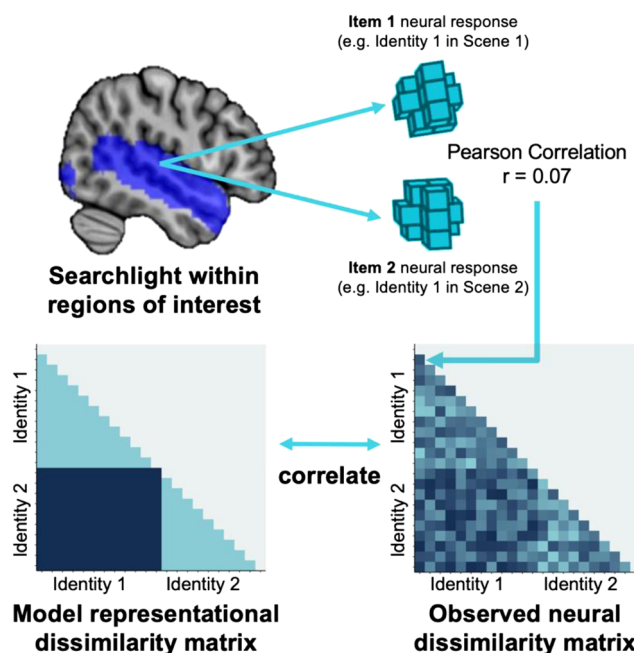 Item 1 neural response
(e.g. Identity 1 in Scene 1)
Pearson Correlation
r = 0.07
Searchlight within
regions of interest
Item 2 neural response
(e.g. Identity 1 in Scene 2)
Identity 1
Identity 2
Identity 1
Identity 2
Model representational
dissimilarity matrix
correlate
Identity 1
Identity 2
Identity 1
Identity 2
Observed neural
dissimilarity matrix